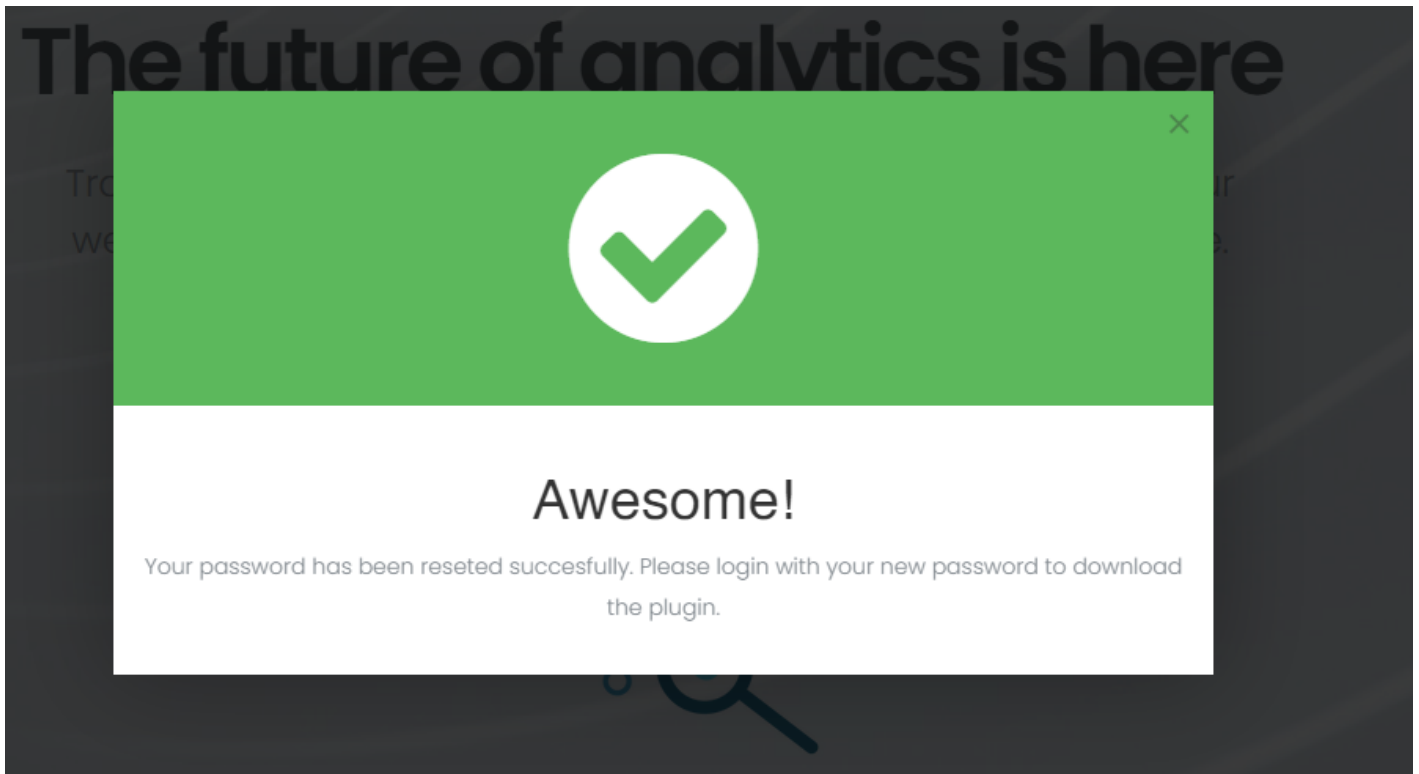 The future of analytics is here
we
Awesome!
Your password has been reseted succesfully. Please login with your new password to download
the plugin.